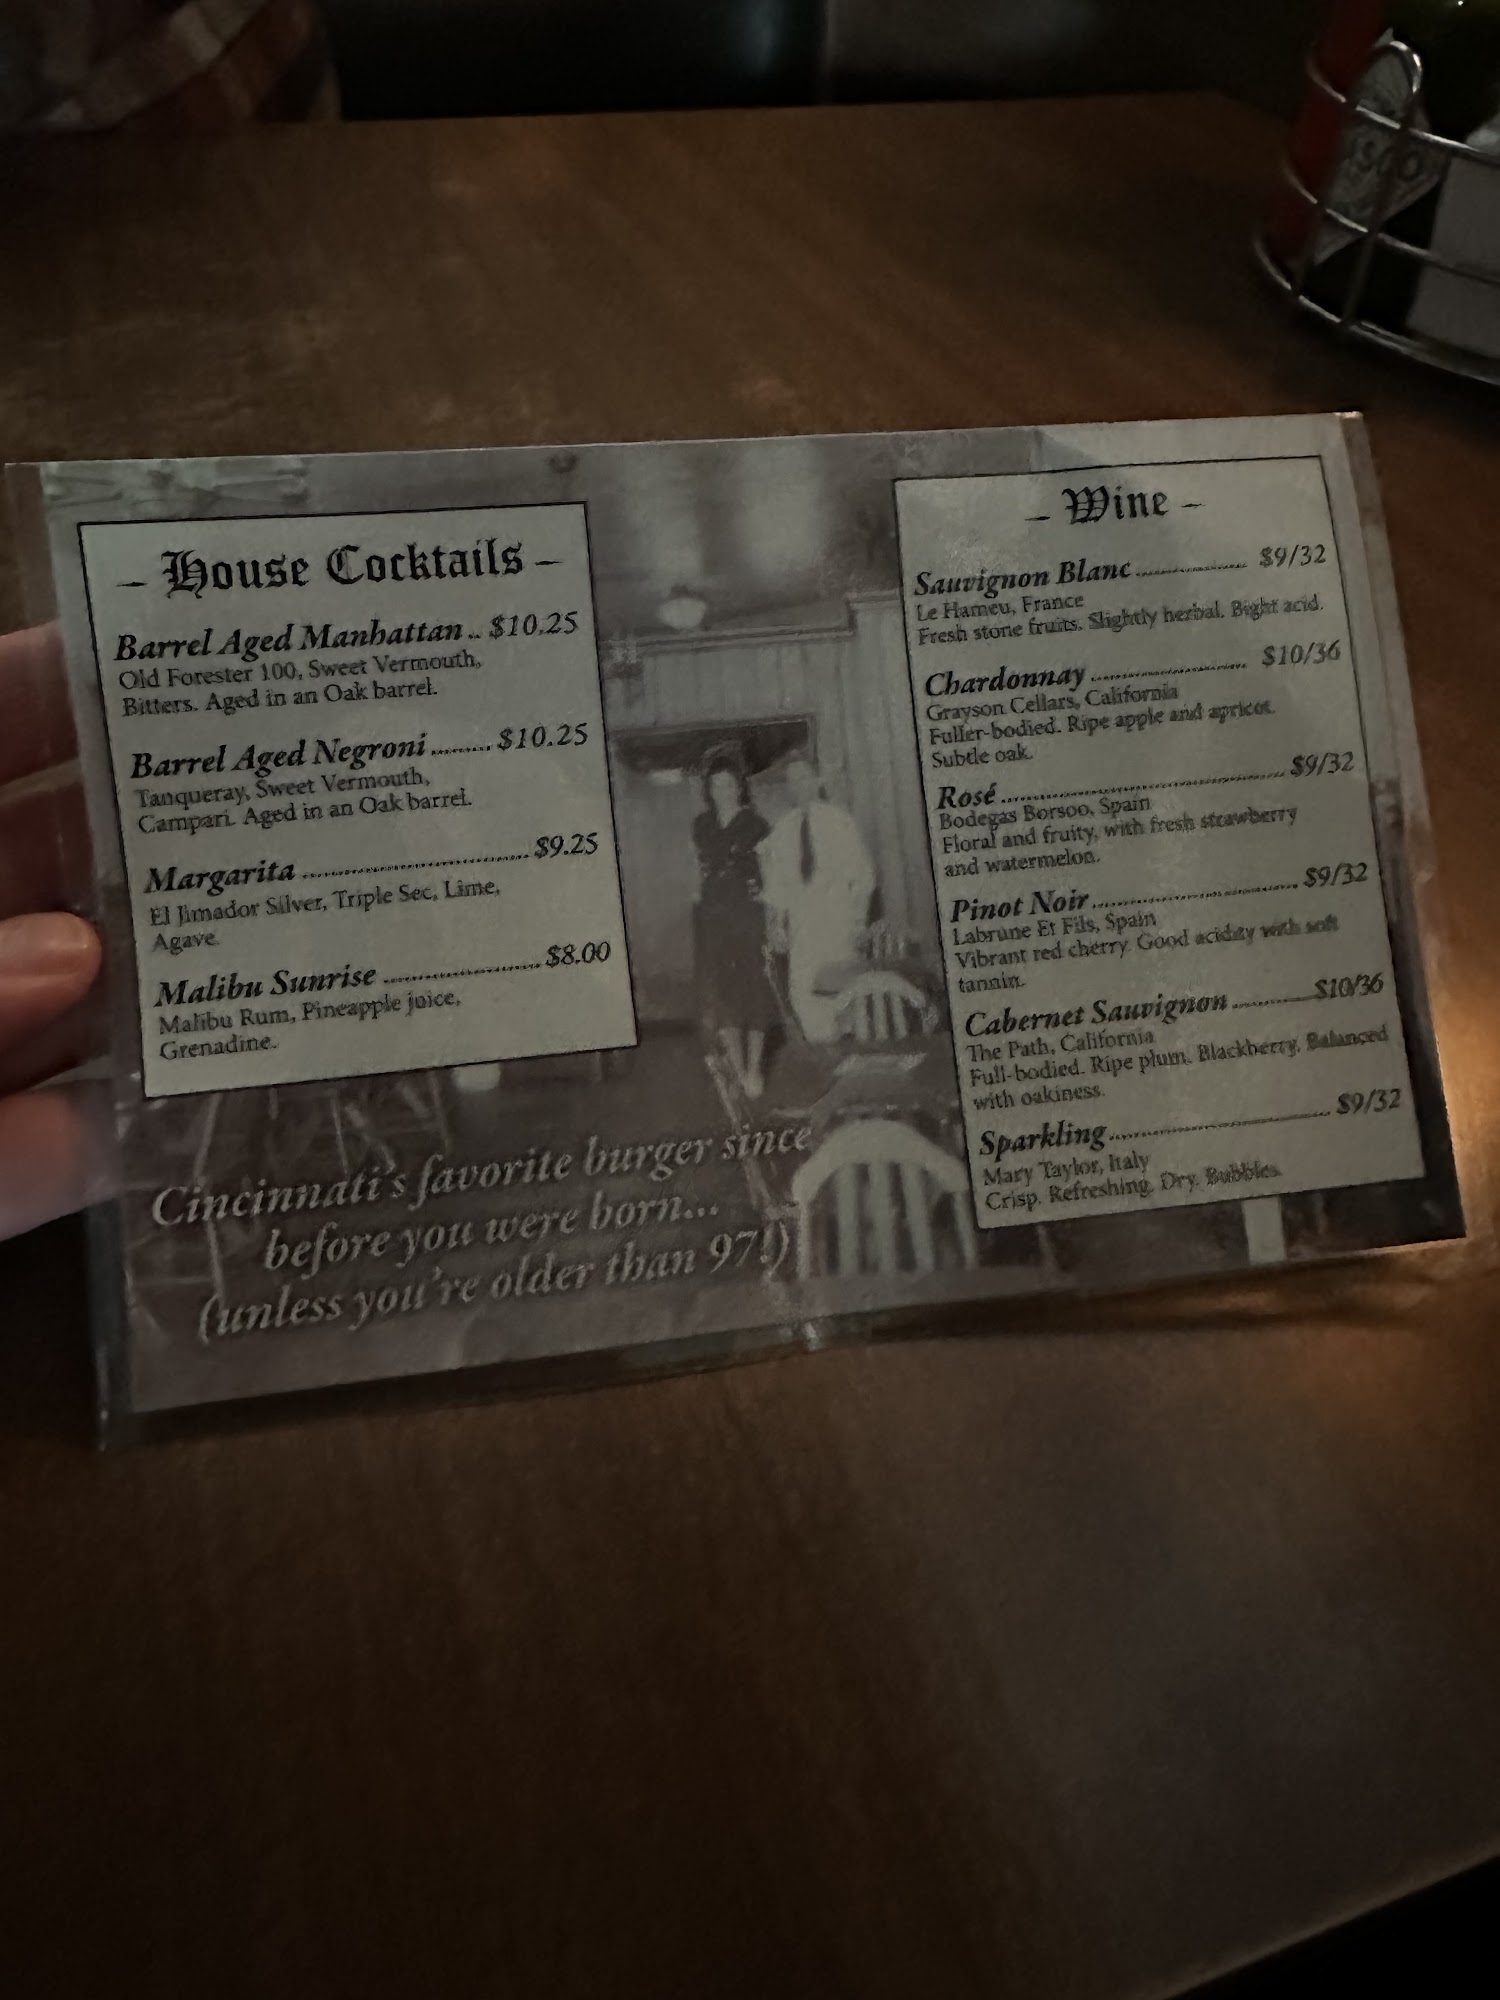 - House Cocktails -
Barrel Aged Manhattan .. $10.25
Old Forester 100, Sweet Vermouth,
Bitters. Aged in an Oak barrel.
Barrel Aged Negroni ......... $10.25
Tanqueray, Sweet Vermouth,
Campari. Aged in an Oak barrel.
Margarita ................................ $9.25
El Jimador Silver, Triple Sec, Lime,
Agave.
Malibu Sunrise ...................... $8.00
Malibu Rum, Pineapple juice,
Grenadine.
Cincinnati's favorite burger since
before you were born...
(unless you're older than 97!)
- Wine -
Sauvignon Blanc ................ $9/32
Le Hameu, France
Fresh stone fruits. Slightly herbal. Bight acid.
Chardonnay ...................... $10/36
Grayson Cellars, California
Fuller-bodied. Ripe apple and apricot.
Subtle oak.
Rosé ........................................ $9/32
Bodegas Borsoo, Spain
Floral and fruity, with fresh strawberry
and watermelon.
Pinot Noir ............................. $9/32
Labrune Et Fils, Spain
Vibrant red cherry. Good acidity with soft
tannin.
Cabernet Sauvignon ........... $10/36
The Path, California
Full-bodied. Ripe plum. Blackberry. Balanced
with oakiness.
Sparkling ............................... $9/32
Mary Taylor, Italy
Crisp. Refreshing. Dry. Bubbles.